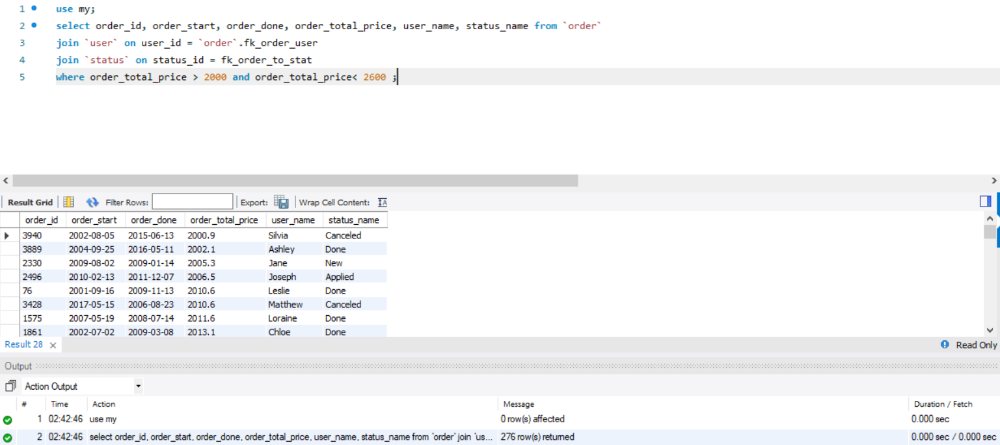 1 use my;
2 select order_id, order_start, order_done, order_total_price, user_name, status_name from `order`
3 join `user` on user_id = `order`.fk_order_user
4 join `status` on status_id = fk_order_to_stat
5 where order_total_price > 2000 and order_total_price< 2600 ;
Result Grid Filter Rows: Export: Wrap Cell Content:
order_id order_start order_done order_total_price user_name status_name
3940 2002-08-05 2015-06-13 2000.9 Silvia Canceled
3889 2004-09-25 2016-05-11 2002.1 Ashley Done
2330 2009-08-02 2009-01-14 2005.3 Jane New
2496 2010-02-13 2011-12-07 2006.5 Joseph Applied
76 2001-09-16 2009-11-13 2010.6 Leslie Done
3428 2017-05-15 2006-08-23 2010.6 Matthew Canceled
1575 2007-05-19 2008-07-14 2011.6 Loraine Done
1861 2002-07-02 2009-03-08 2013.1 Chloe Done
Result 28 Read Only
Output
Action Output
# Time Action Message Duration / Fetch
1 02:42:46 use my 0 row(s) affected 0.000 sec
2 02:42:46 select order_id, order_start, order_done, order_total_price, user_name, status_name from `order` join `us... 276 row(s) returned 0.000 sec / 0.000 sec